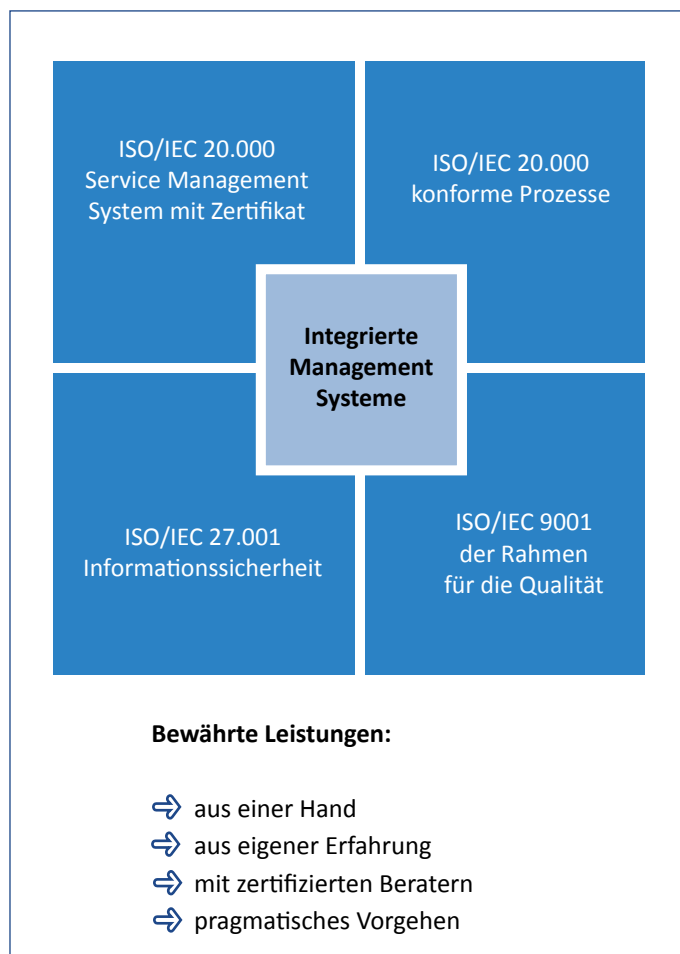 ISO/IEC 20.000
Service Management
System mit Zertifikat
ISO/IEC 20.000
konforme Prozesse
Integrierte
Management
Systeme
ISO/IEC 27.001
Informationssicherheit
ISO/IEC 9001
der Rahmen
für die Qualität
Bewährte Leistungen:
aus einer Hand
aus eigener Erfahrung
mit zertifizierten Beratern
pragmatisches Vorgehen